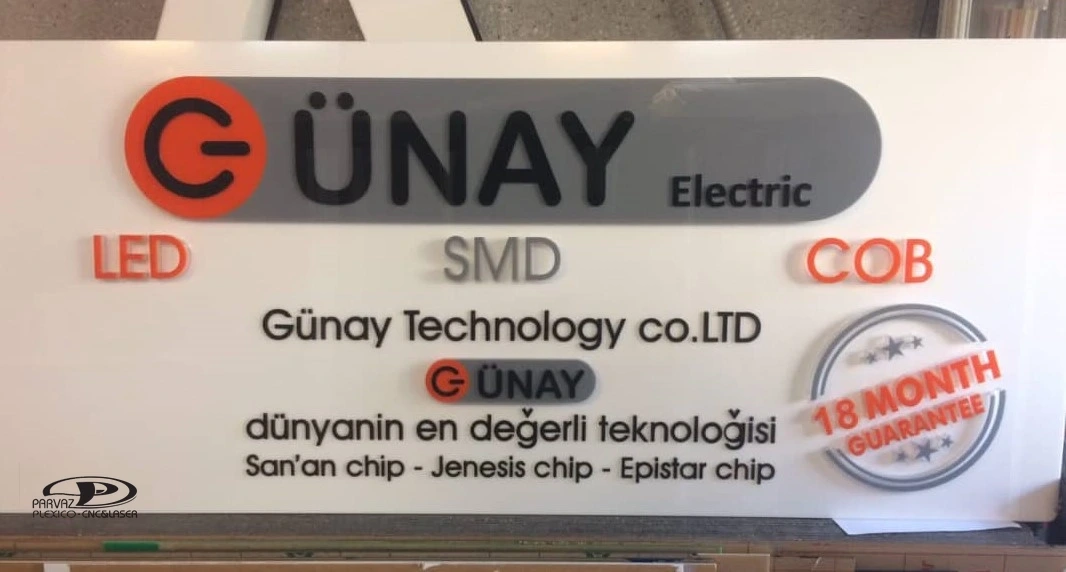 GÜNAY Electric
LED SMD COB
Günay Technology co.LTD
GÜNAY
dünyanin en değerli teknoloğisi
San'an chip - Jenesis chip - Epistar chip
18 MONTH
GUARANTEE
PARVAZ
PLEXICO-CNC&LASER